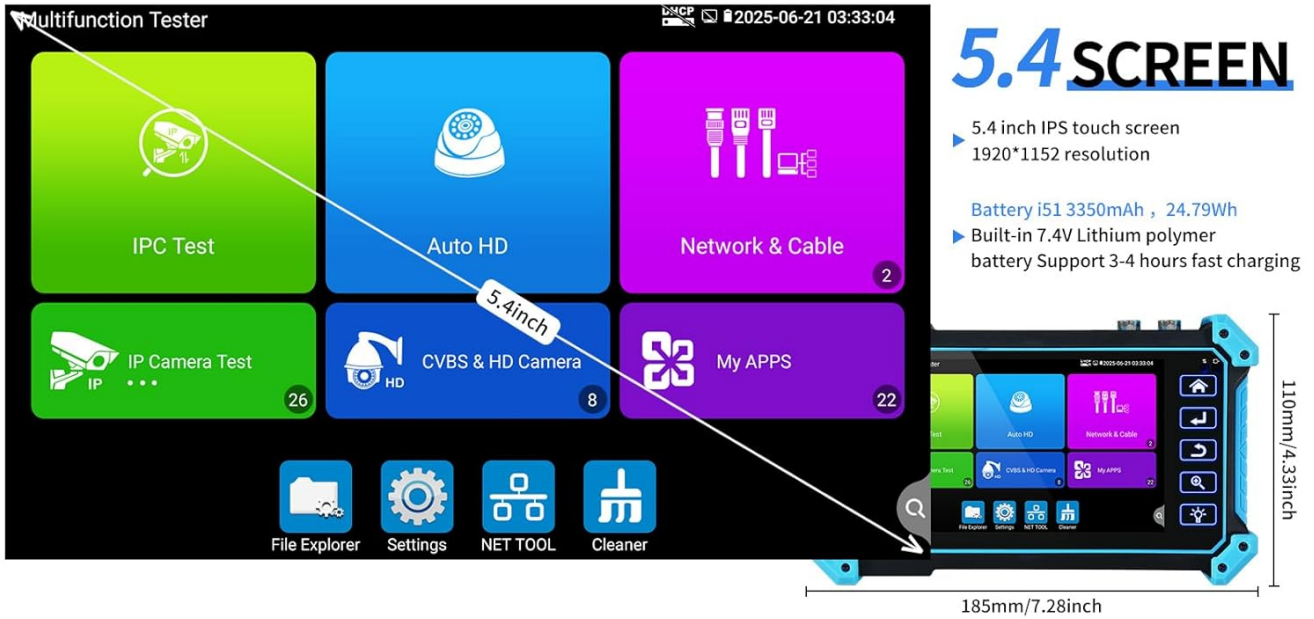 Multifunction Tester
DHCP 2025-06-21 03:33:04
IP
IPC Test
Auto HD
Network & Cable
2
5.4inch
IP
IP Camera Test
26
HD
CVBS & HD Camera
8
My APPS
22
File Explorer
Settings
NET TOOL
Cleaner
5.4 SCREEN
5.4 inch IPS touch screen
1920*1152 resolution
Battery i51 3350mAh , 24.79Wh
Built-in 7.4V Lithium polymer
battery Support 3-4 hours fast charging
2025-06-21 03:33:04
Auto HD
Network & Cable
2
26
HD
CVBS & HD Camera
8
My APPS
22
File Explorer
Settings
NET TOOL
Cleaner
110mm/4.33inch
185mm/7.28inch